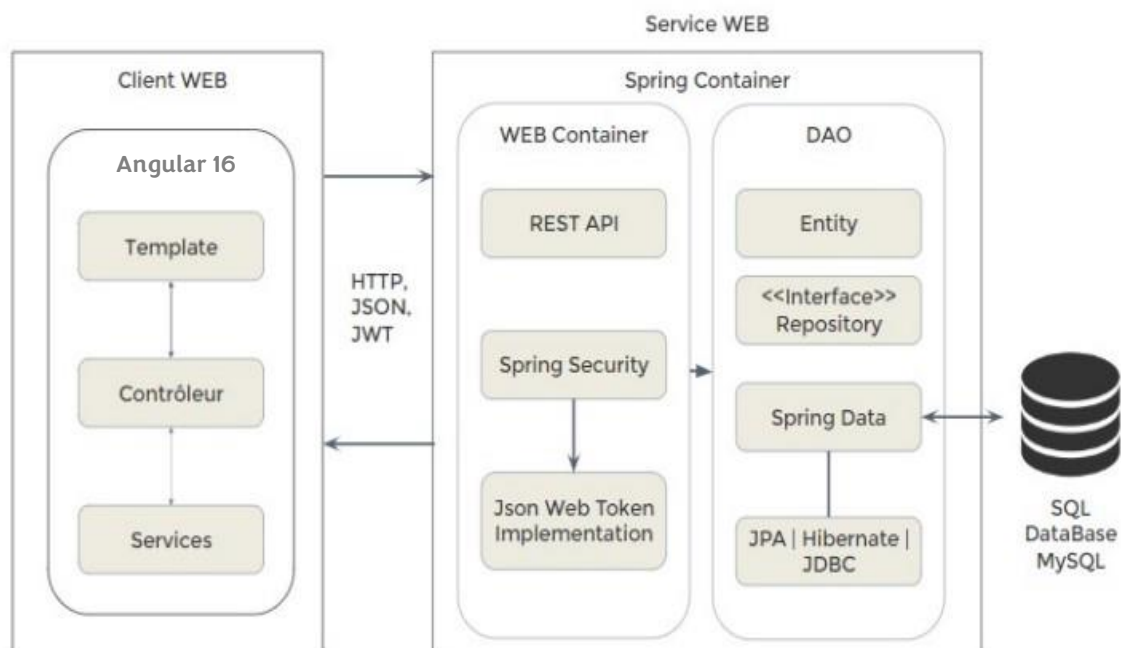 Service WEB
Client WEB
Spring Container
Angular 16
Template
Contrôleur
Services
HTTP,
JSON,
JWT
WEB Container
REST API
Spring Security
Json Web Token
Implementation
DAO
Entity
<<Interface>>
Repository
Spring Data
JPA | Hibernate |
JDBC
SQL
DataBase
MySQL